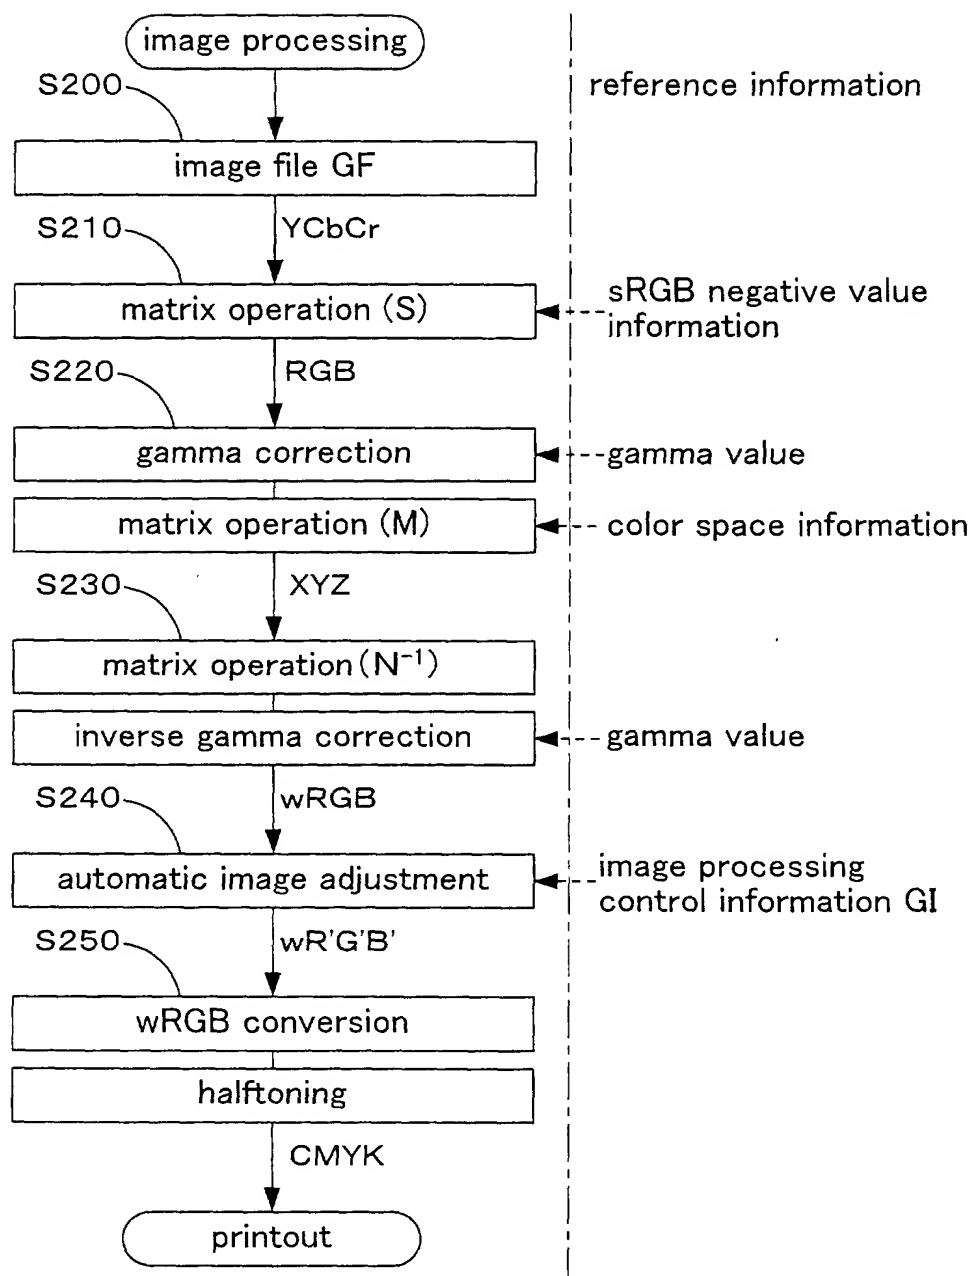 image processing
S200
reference information
image file GF
S210
YCbCr
matrix operation (S)
sRGB negative value
information
S220
RGB
gamma correction
gamma value
matrix operation (M)
color space information
S230
XYZ
matrix operation (N⁻¹)
inverse gamma correction
gamma value
S240
wRGB
automatic image adjustment
image processing
control information GI
S250
wR'G'B'
wRGB conversion
halftoning
CMYK
printout